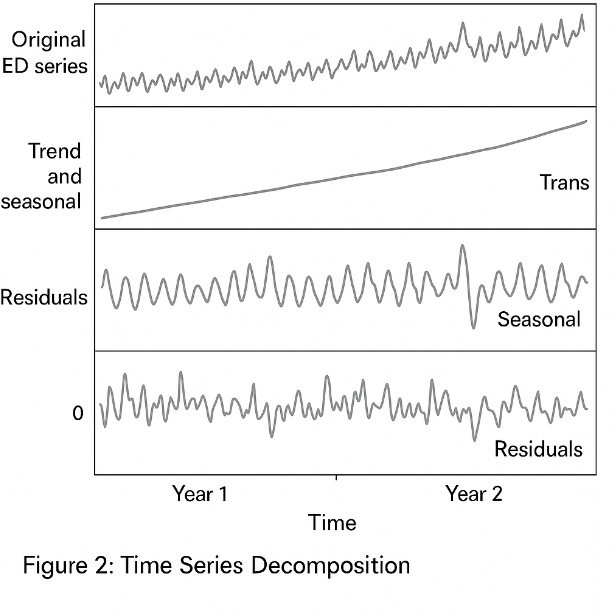 Original
ED series
Trend
and
seasonal
Trans
Residuals
Seasonal
0
Residuals
Year 1
Year 2
Time
Figure 2: Time Series Decomposition